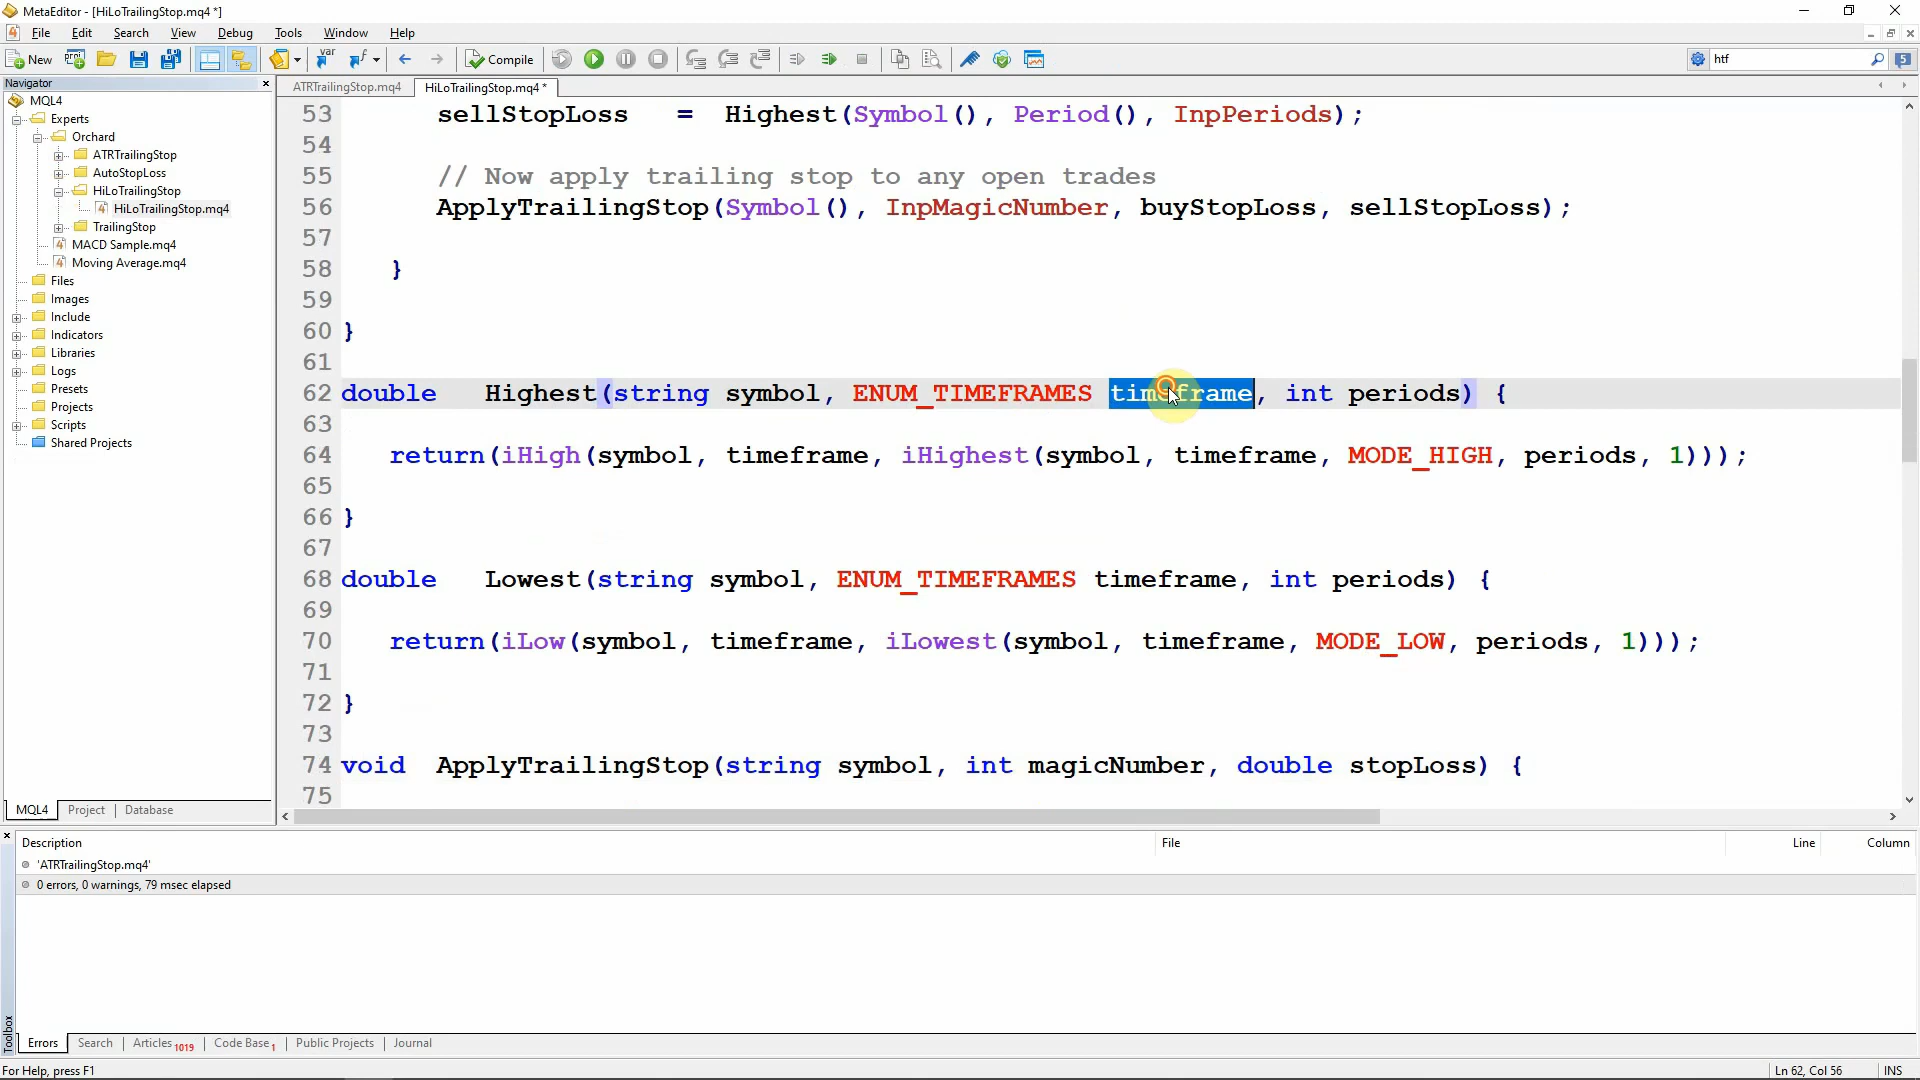 MetaEditor - [HiLoTrailingStop.mq4 *]
File Edit Search View Debug Tools Window Help
New Compile htf 5
Navigator
MQL4
Experts
Orchard
ATRTrailingStop
AutoStopLoss
HiLoTrailingStop
HiLoTrailingStop.mq4
TrailingStop
MACD Sample.mq4
Moving Average.mq4
Files
Images
Include
Indicators
Libraries
Logs
Presets
Projects
Scripts
Shared Projects
MQL4 Project Database
ATRTrailingStop.mq4 HiLoTrailingStop.mq4 *
53 sellStopLoss = Highest(Symbol(), Period(), InpPeriods);
54
55 // Now apply trailing stop to any open trades
56 ApplyTrailingStop(Symbol(), InpMagicNumber, buyStopLoss, sellStopLoss);
57
58 }
59
60 }
61
62 double Highest(string symbol, ENUM_TIMEFRAMES timeframe, int periods) {
63
64 return(iHigh(symbol, timeframe, iHighest(symbol, timeframe, MODE_HIGH, periods, 1)));
65
66 }
67
68 double Lowest(string symbol, ENUM_TIMEFRAMES timeframe, int periods) {
69
70 return(iLow(symbol, timeframe, iLowest(symbol, timeframe, MODE_LOW, periods, 1)));
71
72 }
73
74 void ApplyTrailingStop(string symbol, int magicNumber, double stopLoss) {
75
Description File Line Column
'ATRTrailingStop.mq4'
0 errors, 0 warnings, 79 msec elapsed
Toolbox
Errors Search Articles 1019 Code Base 1 Public Projects Journal
For Help, press F1 Ln 62, Col 56 INS